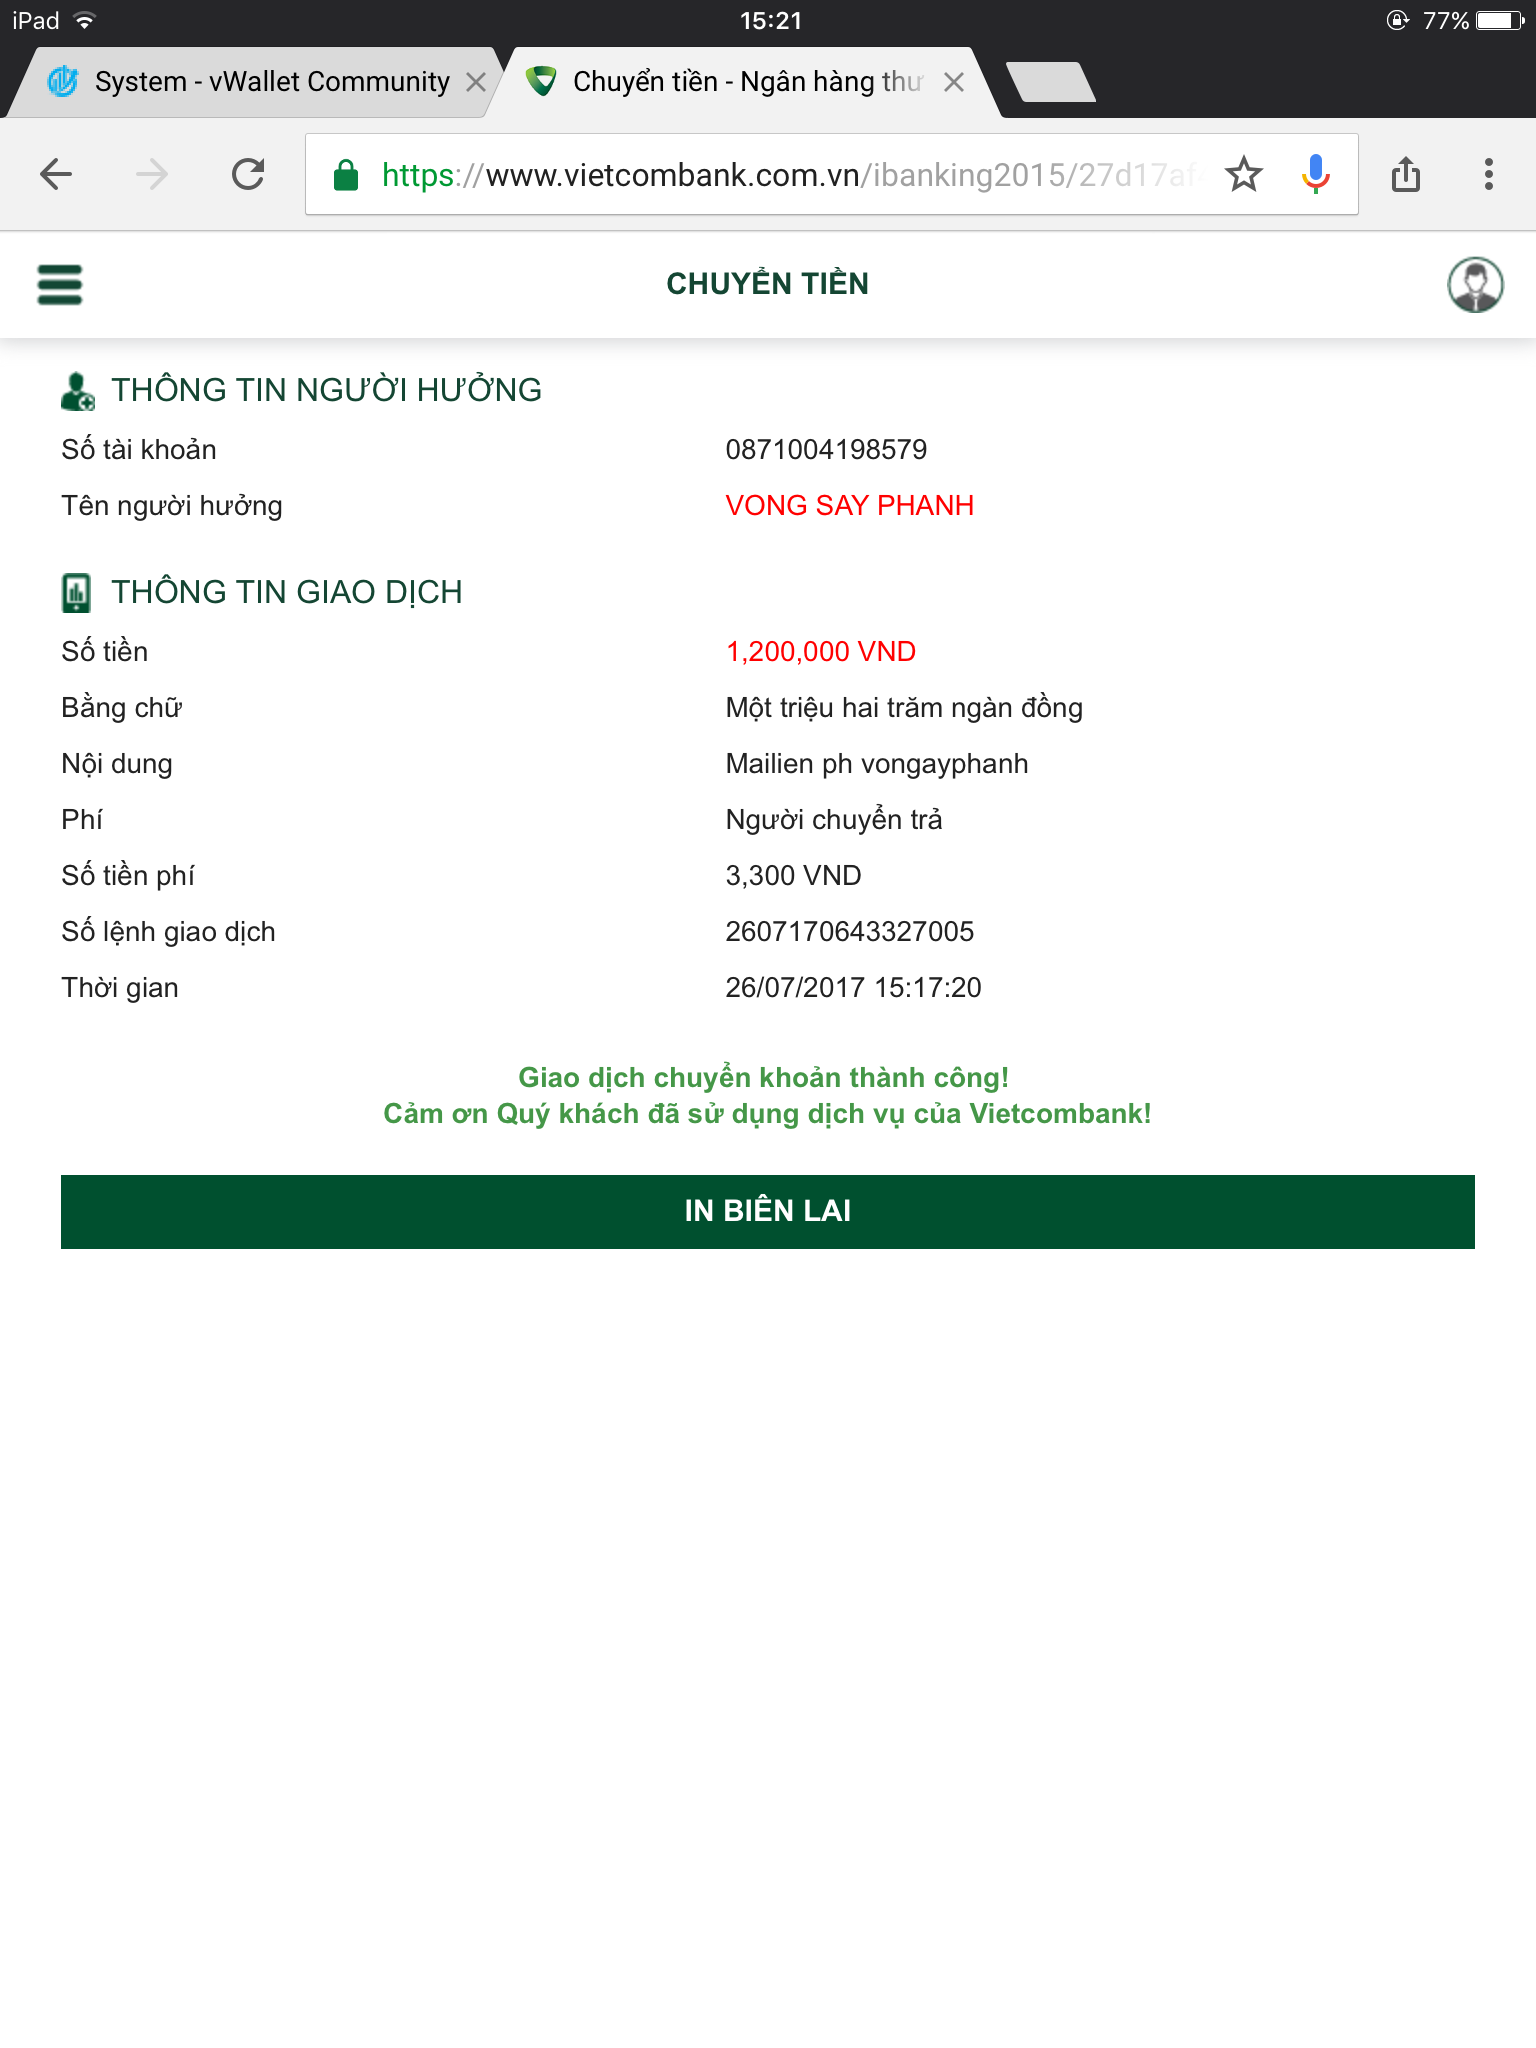 iPad 15:21 77%
System - vWallet Community
Chuyển tiền - Ngân hàng thư
https://www.vietcombank.com.vn/ibanking2015/27d17af
CHUYỂN TIỀN
THÔNG TIN NGƯỜI HƯỞNG
Số tài khoản 0871004198579
Tên người hưởng VONG SAY PHANH
THÔNG TIN GIAO DỊCH
Số tiền 1,200,000 VND
Bằng chữ Một triệu hai trăm ngàn đồng
Nội dung Mailien ph vongayphanh
Phí Người chuyển trả
Số tiền phí 3,300 VND
Số lệnh giao dịch 2607170643327005
Thời gian 26/07/2017 15:17:20
Giao dịch chuyển khoản thành công!
Cảm ơn Quý khách đã sử dụng dịch vụ của Vietcombank!
IN BIÊN LAI